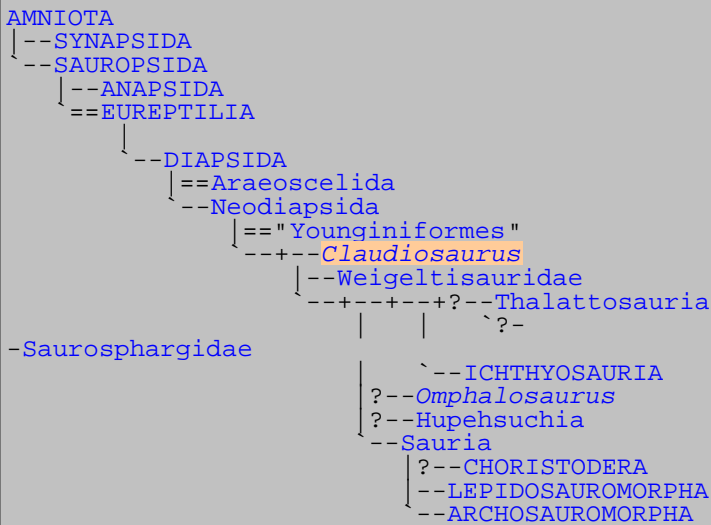 AMNIOTA
|--SYNAPSIDA
`--SAUROPSIDA
   |--ANAPSIDA
   `==EUREPTILIA
       |
       `--DIAPSIDA
          |==Araeoscelida
          `--Neodiapsida
             |=="Younginiformes"
             `--+--Claudiosaurus
                |--Weigeltisauridae
                `--+--+--+?--Thalattosauria
                   |  |  `?-
-Saurosphargidae
                   |  `--ICHTHYOSAURIA
                   |?--Omphalosaurus
                   |?--Hupehsuchia
                   `--Sauria
                      |?--CHORISTODERA
                      |--LEPIDOSAUROMORPHA
                      `--ARCHOSAUROMORPHA